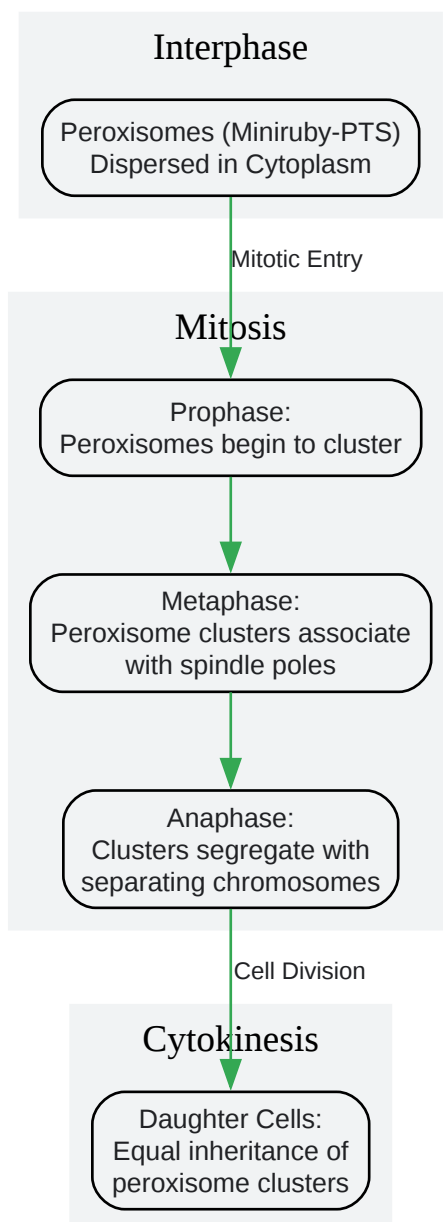 Interphase
Peroxisomes (Miniruby-PTS)
Dispersed in Cytoplasm
Mitotic Entry
Mitosis
Prophase:
Peroxisomes begin to cluster
Metaphase:
Peroxisome clusters associate
with spindle poles
Anaphase:
Clusters segregate with
separating chromosomes
Cell Division
Cytokinesis
Daughter Cells:
Equal inheritance of
peroxisome clusters